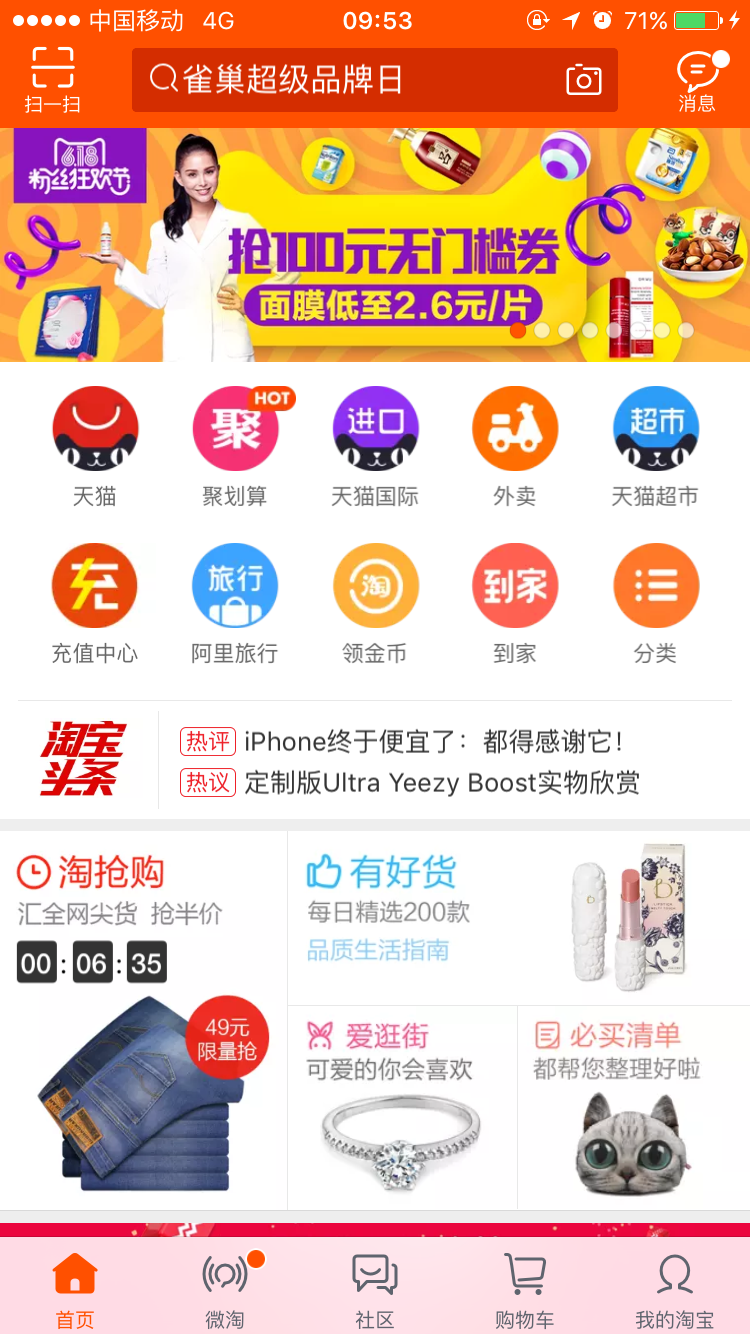 中国移动 4G 09:53 71%
扫一扫
雀巢超级品牌日
消息
618
粉丝狂欢节
抢100元无门槛券
面膜低至2.6元/片
HOT
聚
进口
超市
天猫
聚划算
天猫国际
外卖
天猫超市
充
旅行
淘
到家
充值中心
阿里旅行
领金币
到家
分类
淘宝
头条
热评 iPhone终于便宜了：都得感谢它！
热议 定制版Ultra Yeezy Boost实物欣赏
淘抢购
汇全网尖货 抢半价
00:06:35
49元
限量抢
有好货
每日精选200款
品质生活指南
爱逛街
可爱的你会喜欢
必买清单
都帮您整理好啦
首页
微淘
社区
购物车
我的淘宝